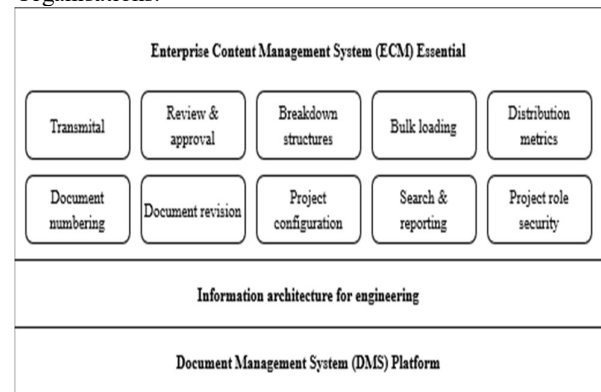 Organisations.
Enterprise Content Management System (ECM) Essential
Transmital
Review &
approval
Breakdown
structures
Bulk loading
Distribution
metrics
Document
numbering
Document revision
Project
configuration
Search &
reporting
Project role
security
Information architecture for engineering
Document Management System (DMS) Platform